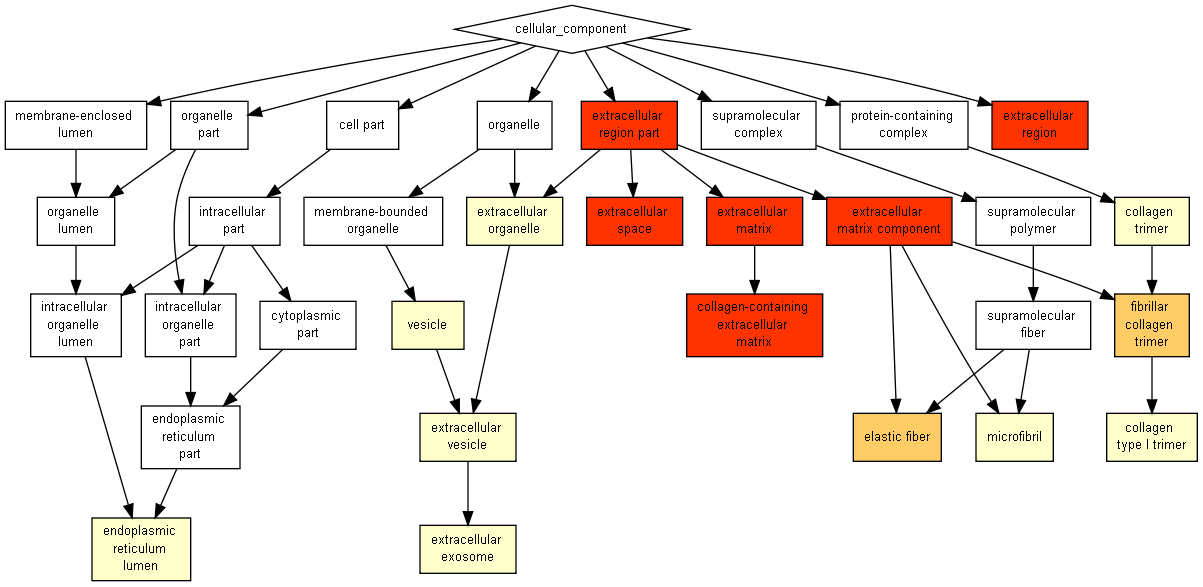 cellular_component
membrane-enclosed
lumen
organelle
part
cell part
organelle
extracellular
region part
supramolecular
complex
protein-containing
complex
extracellular
region
organelle
lumen
intracellular
part
membrane-bounded
organelle
extracellular
organelle
extracellular
space
extracellular
matrix
extracellular
matrix component
supramolecular
polymer
collagen
trimer
intracellular
organelle
lumen
intracellular
organelle
part
cytoplasmic
part
vesicle
collagen-containing
extracellular
matrix
supramolecular
fiber
fibrillar
collagen
trimer
endoplasmic
reticulum
part
extracellular
vesicle
elastic fiber
microfibril
collagen
type I trimer
endoplasmic
reticulum
lumen
extracellular
exosome